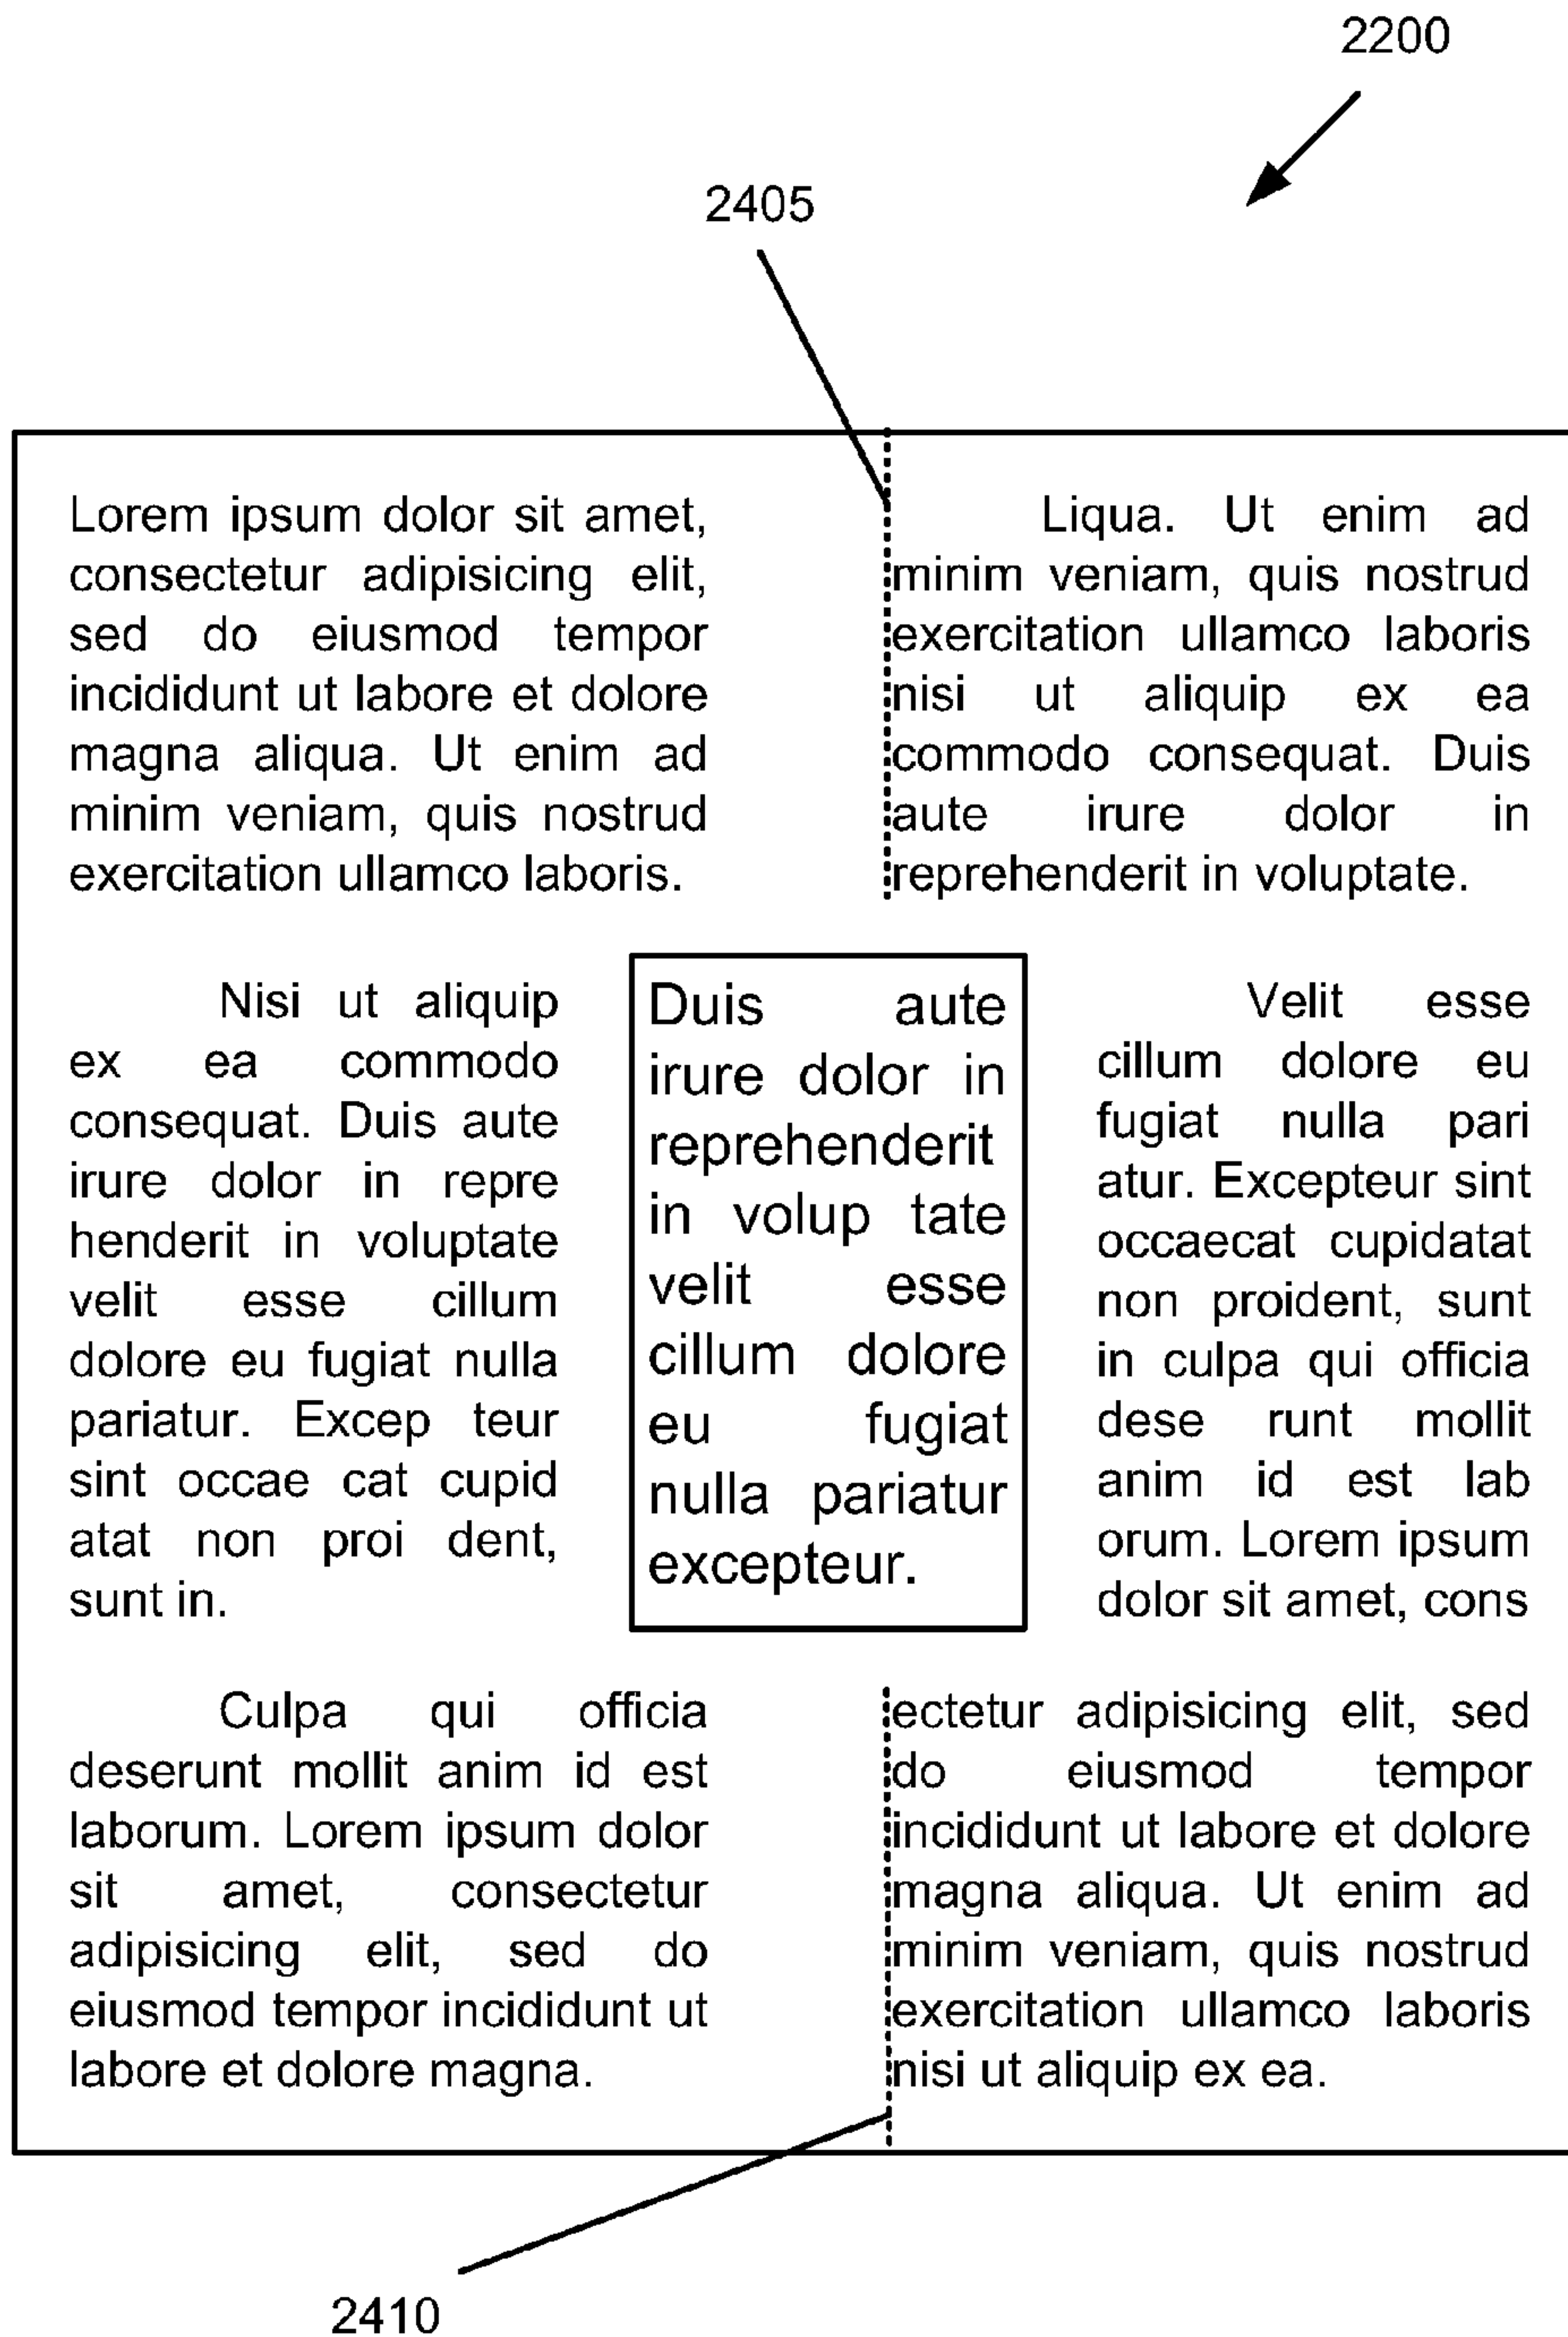 2200
2405
Lorem ipsum dolor sit amet,
consectetur adipisicing elit,
sed do eiusmod tempor
incididunt ut labore et dolore
magna aliqua. Ut enim ad
minim veniam, quis nostrud
exercitation ullamco laboris.
Nisi ut aliquip
ex ea commodo
consequat. Duis aute
irure dolor in repre
henderit in voluptate
velit esse cillum
dolore eu fugiat nulla
pariatur. Excep teur
sint occae cat cupid
atat non proi dent,
sunt in.
Culpa qui officia
deserunt mollit anim id est
laborum. Lorem ipsum dolor
sit amet, consectetur
adipisicing elit, sed do
eiusmod tempor incididunt ut
labore et dolore magna.
Duis aute
irure dolor in
reprehenderit
in volup tate
velit esse
cillum dolore
eu fugiat
nulla pariatur
excepteur.
Liqua. Ut enim ad
minim veniam, quis nostrud
exercitation ullamco laboris
nisi ut aliquip ex ea
commodo consequat. Duis
aute irure dolor in
reprehenderit in voluptate.
Velit esse
cillum dolore eu
fugiat nulla pari
atur. Excepteur sint
occaecat cupidatat
non proident, sunt
in culpa qui officia
dese runt mollit
anim id est lab
orum. Lorem ipsum
dolor sit amet, cons
ectetur adipisicing elit, sed
do eiusmod tempor
incididunt ut labore et dolore
magna aliqua. Ut enim ad
minim veniam, quis nostrud
exercitation ullamco laboris
nisi ut aliquip ex ea.
2410